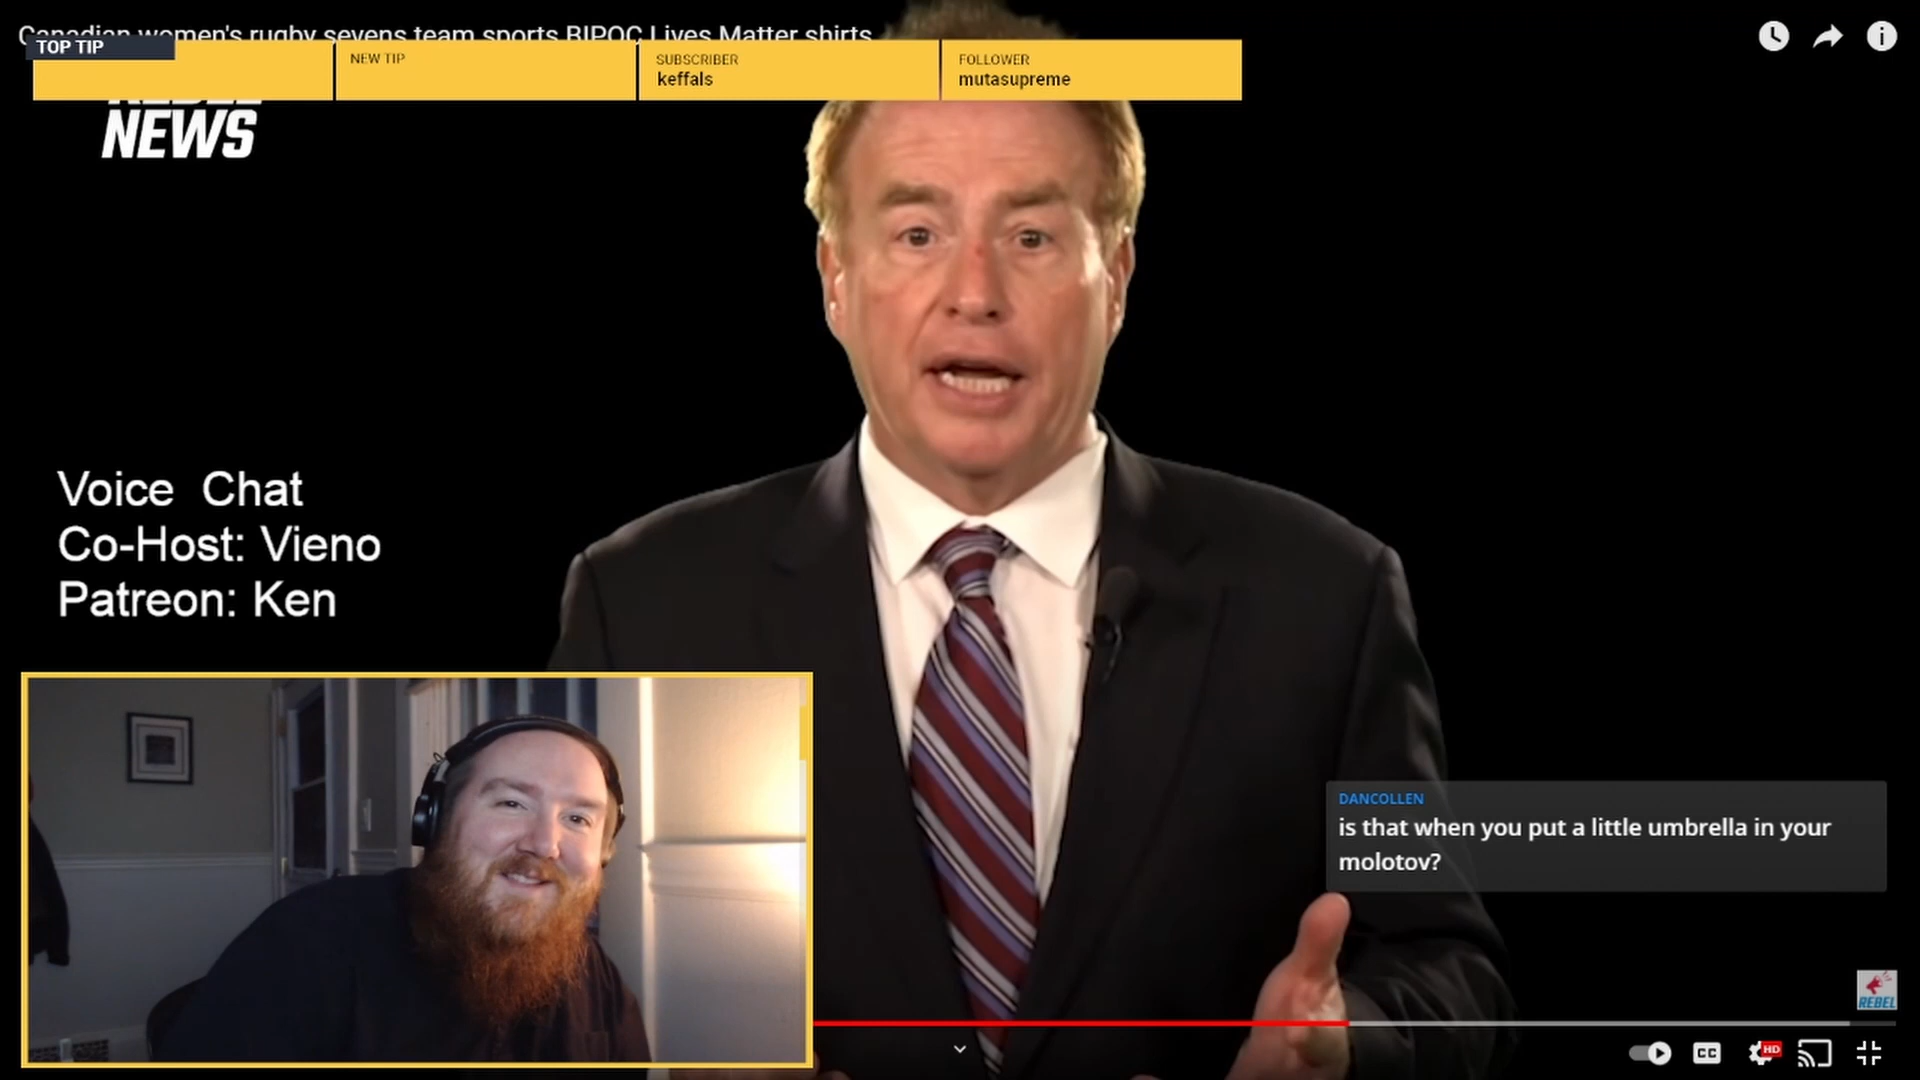 Canadian women's rugby sevens team sports BIPOC Lives Matter shirts
TOP TIP
NEW TIP
SUBSCRIBER
keffals
FOLLOWER
mutasupreme
NEWS
Voice Chat
Co-Host: Vieno
Patreon: Ken
DANCOLLEN
is that when you put a little umbrella in your
molotov?
REBEL
CC
HD